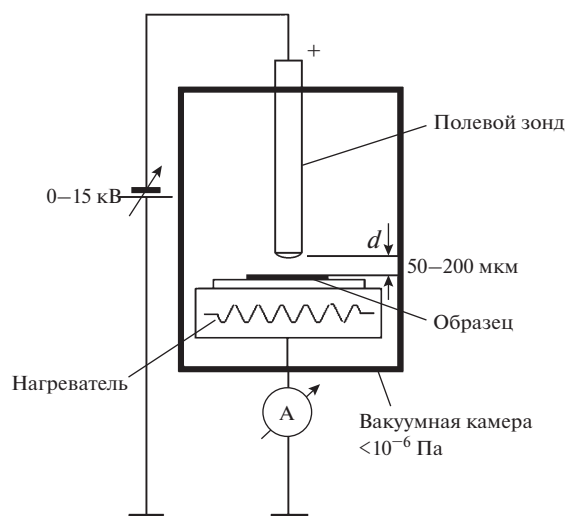 +
Полевой зонд
0–15 кВ
d
50–200 мкм
Образец
Нагреватель
А
Вакуумная камера
<10⁻⁶ Па